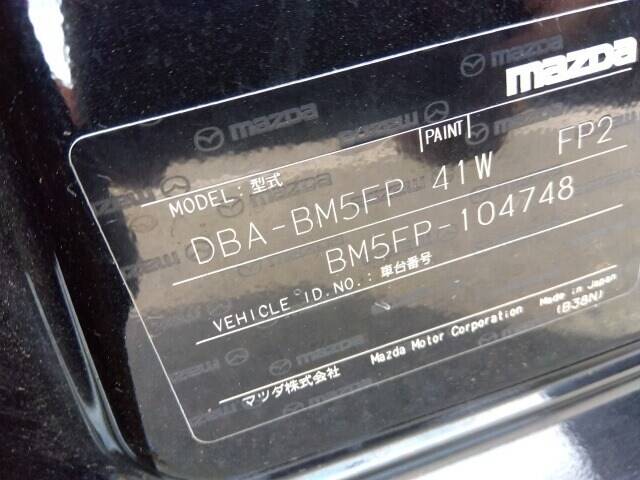 mazda
PAINT
MODEL: 型式
DBA-BM5FP 41W FP2
BM5FP-104748
VEHICLE ID.NO.: 車台番号
マツダ株式会社 Mazda Motor Corporation Made in Japan
(B38N)